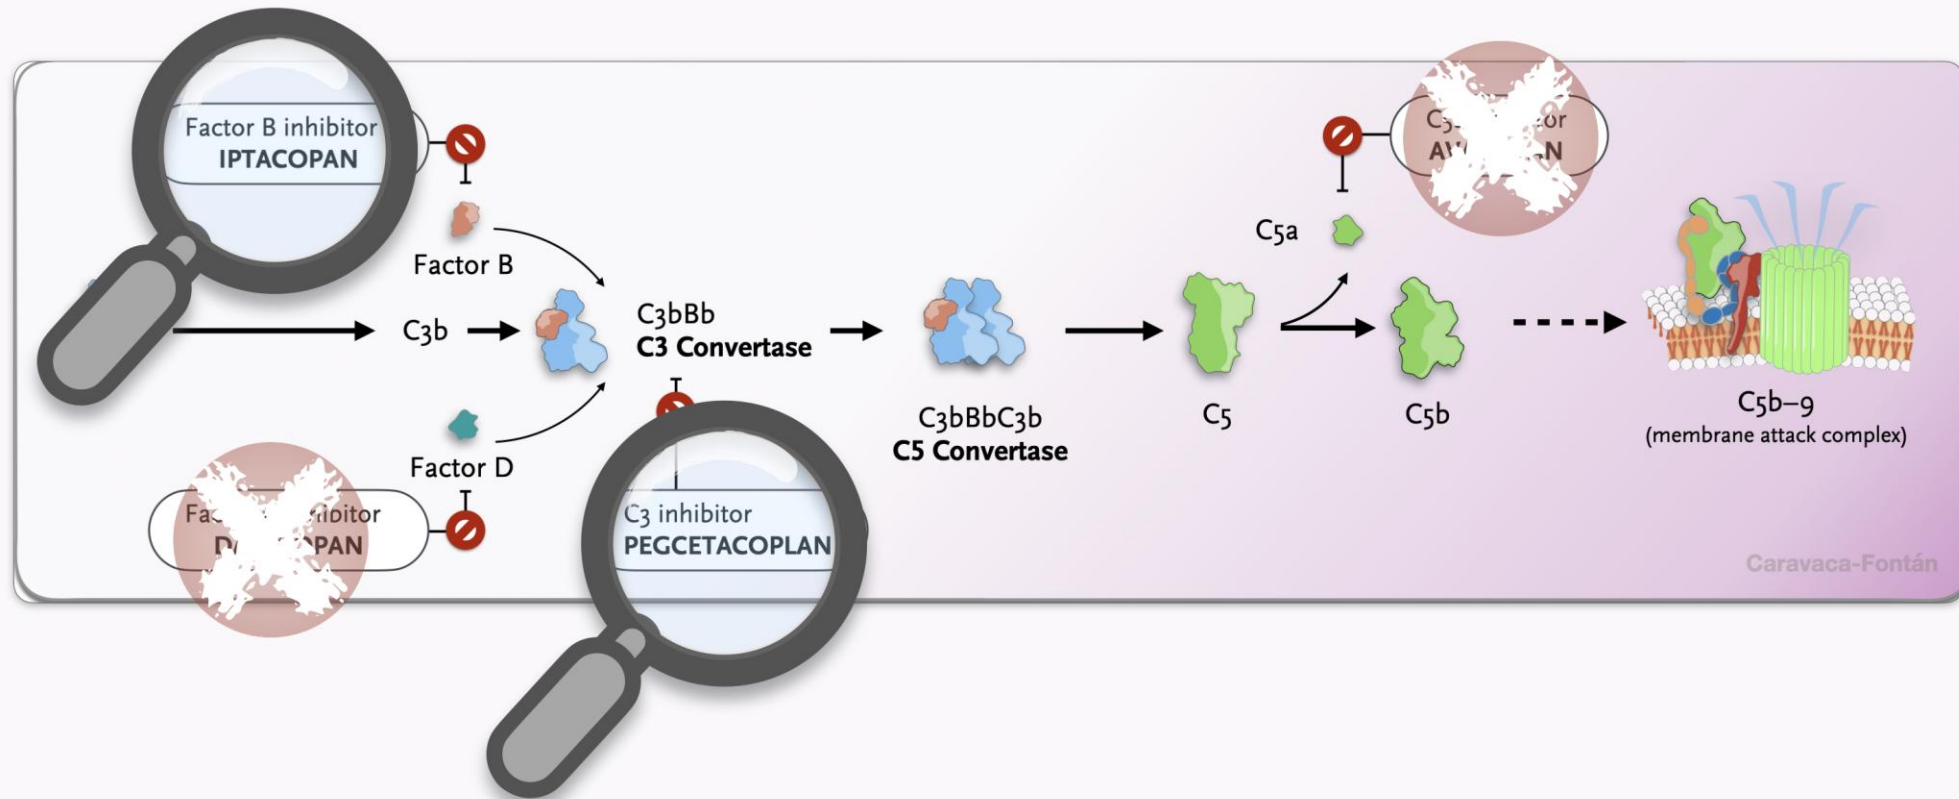 Factor B inhibitor
IPTACOPAN
Factor B
C3b
C3bBb
C3 Convertase
Factor D
C3 inhibitor
PEGCETACOPLAN
C3bBbC3b
C5 Convertase
C5a
C5
C5b
C5b–9
(membrane attack complex)
Caravaca-Fontán